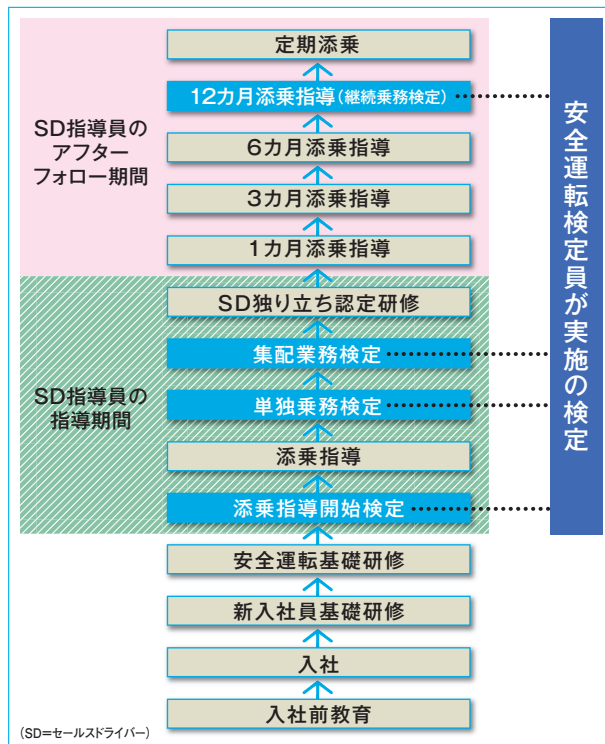 定期添乗
12カ月添乗指導(継続乗務検定)
6カ月添乗指導
3カ月添乗指導
1カ月添乗指導
SD指導員の
アフター
フォロー期間
SD独り立ち認定研修
集配業務検定
単独乗務検定
添乗指導
添乗指導開始検定
SD指導員の
指導期間
安全運転基礎研修
新入社員基礎研修
入社
入社前教育
安全運転検定員が実施の検定
(SD=セールスドライバー)